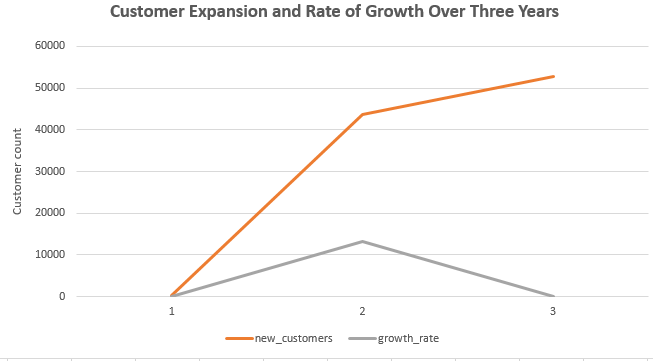 Customer Expansion and Rate of Growth Over Three Years
60000
50000
40000
30000
20000
10000
0
Customer count
1 2 3
new_customers growth_rate